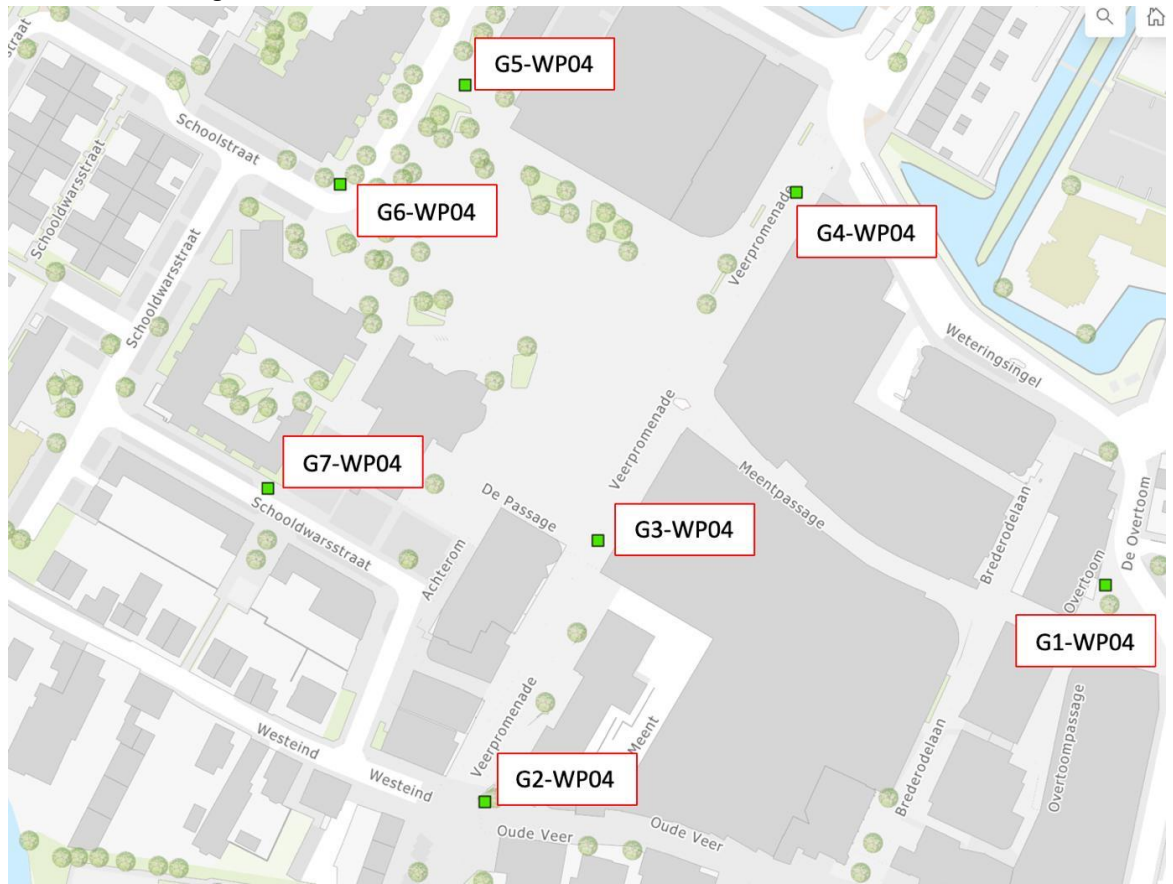 G5-WP04
Schoolstraat
straat
Schooldwarsstraat
G6-WP04
Veerpromenade
G4-WP04
Schooldwarsstraat
Weteringsingel
Veerpromenade
G7-WP04
Meentpassage
De Passage
Schooldwarsstraat
G3-WP04
Brederodelaan
De Overtoom
Achterom
Overtoom
G1-WP04
Veerpromenade
Meent
Westeind
Westeind
G2-WP04
Brederodelaan
Overtoompassage
Oude Veer
Oude Veer